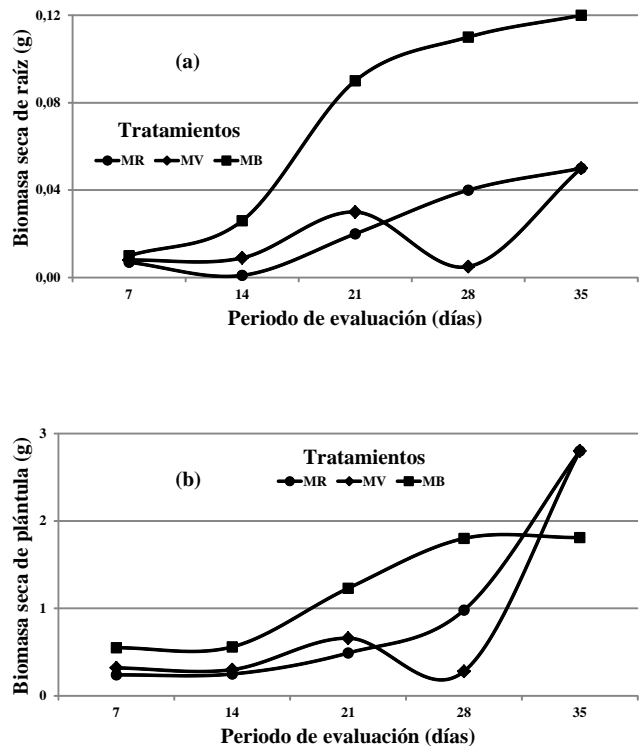 Biomasa seca de raíz (g)
0,12
0,08
0,04
0,00
(a)
Tratamientos
MR MV MB
7 14 21 28 35
Periodo de evaluación (días)
Biomasa seca de plántula (g)
3
2
1
0
(b)
Tratamientos
MR MV MB
7 14 21 28 35
Periodo de evaluación (días)